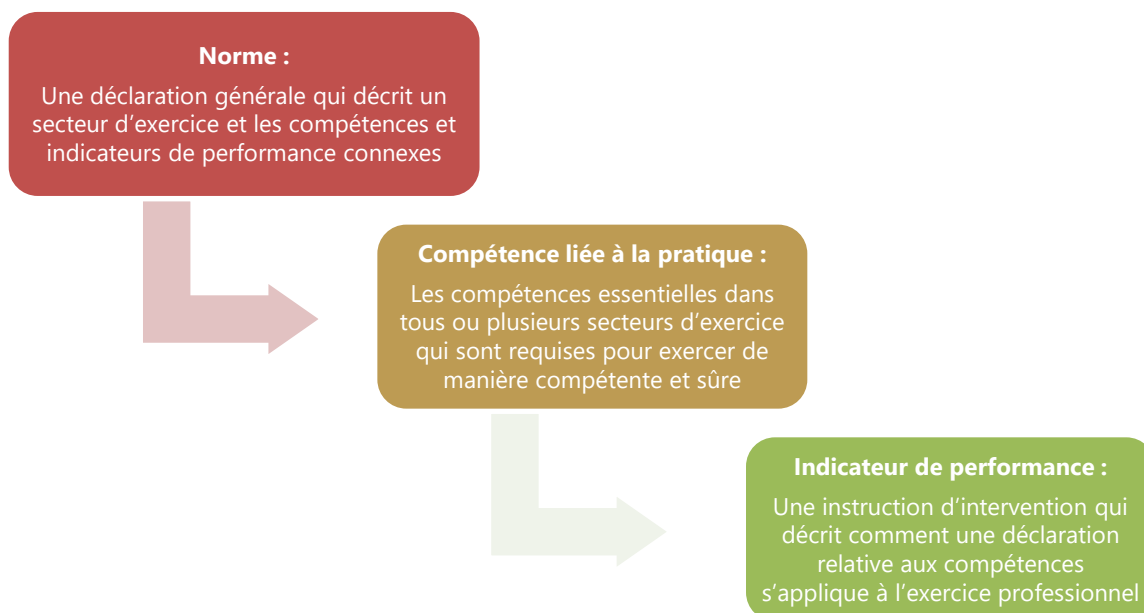 Norme :
Une déclaration générale qui décrit un
secteur d'exercice et les compétences et
indicateurs de performance connexes
Compétence liée à la pratique :
Les compétences essentielles dans
tous ou plusieurs secteurs d'exercice
qui sont requises pour exercer de
manière compétente et sûre
Indicateur de performance :
Une instruction d'intervention qui
décrit comment une déclaration
relative aux compétences
s'applique à l'exercice professionnel